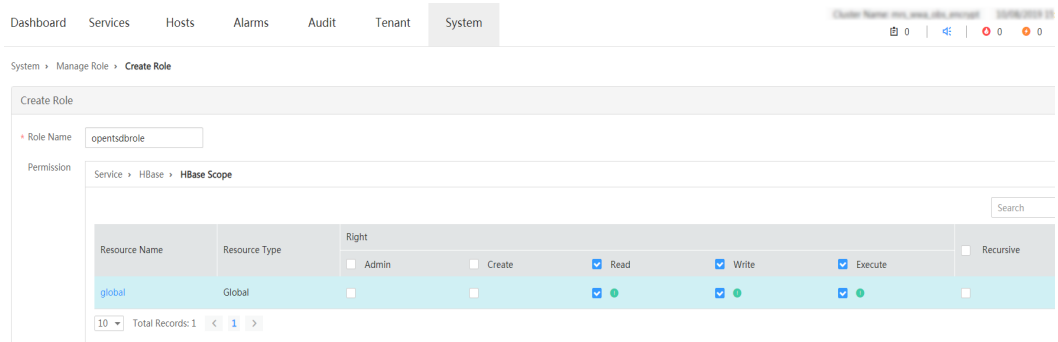 Dashboard Services Hosts Alarms Audit Tenant System
0 0 0
System > Manage Role > Create Role
Create Role
* Role Name opentsdbrole
Permission Service > HBase > HBase Scope
Search
Resource Name Resource Type Right Recursive
Admin Create Read Write Execute
global Global
10 Total Records: 1 < 1 >